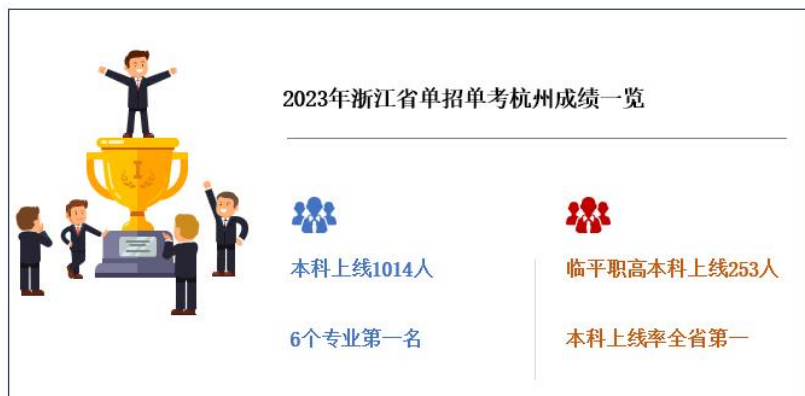 2023年浙江省单招单考杭州成绩一览
本科上线1014人
6个专业第一名
临平职高本科上线253人
本科上线率全省第一